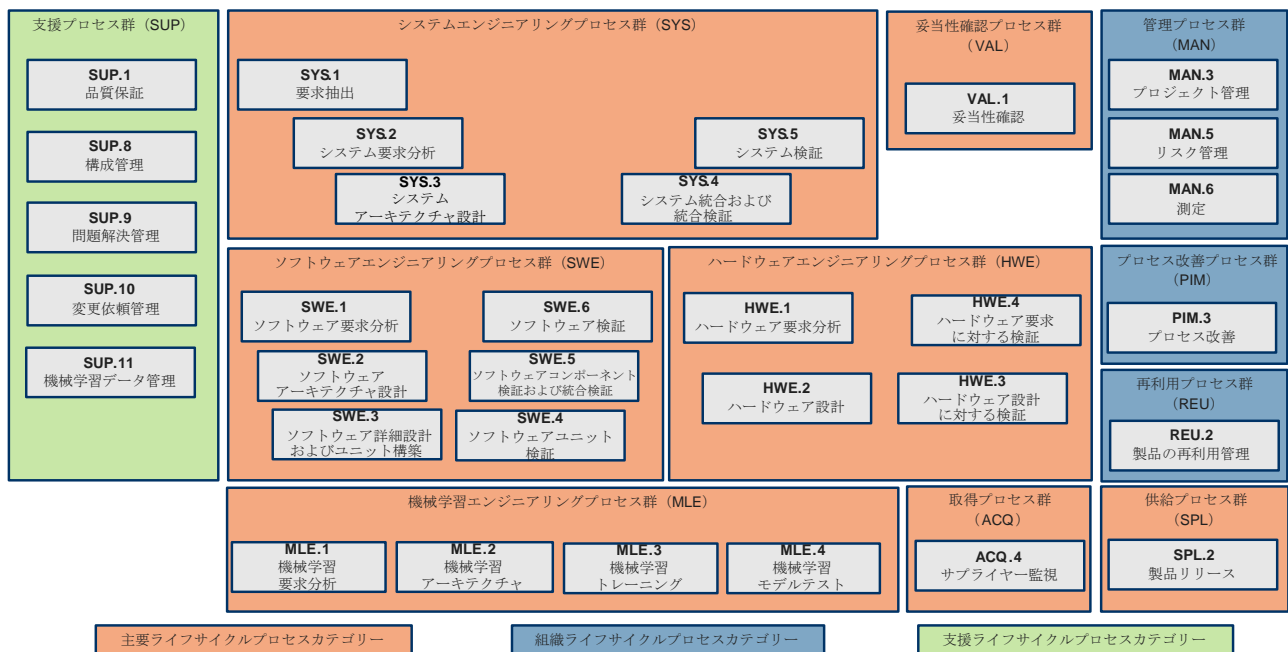 支援プロセス群（SUP）
SUP.1
品質保証
SUP.8
構成管理
SUP.9
問題解決管理
SUP.10
変更依頼管理
SUP.11
機械学習データ管理
システムエンジニアリングプロセス群（SYS）
SYS.1
要求抽出
SYS.2
システム要求分析
SYS.3
システム
アーキテクチャ設計
SYS.5
システム検証
SYS.4
システム統合および
統合検証
妥当性確認プロセス群
（VAL）
VAL.1
妥当性確認
管理プロセス群
（MAN）
MAN.3
プロジェクト管理
MAN.5
リスク管理
MAN.6
測定
ソフトウェアエンジニアリングプロセス群（SWE）
SWE.1
ソフトウェア要求分析
SWE.2
ソフトウェア
アーキテクチャ設計
SWE.3
ソフトウェア詳細設計
およびユニット構築
SWE.6
ソフトウェア検証
SWE.5
ソフトウェアコンポーネント
検証および統合検証
SWE.4
ソフトウェアユニット
検証
ハードウェアエンジニアリングプロセス群（HWE）
HWE.1
ハードウェア要求分析
HWE.2
ハードウェア設計
HWE.4
ハードウェア要求
に対する検証
HWE.3
ハードウェア設計
に対する検証
プロセス改善プロセス群
（PIM）
PIM.3
プロセス改善
再利用プロセス群
（REU）
REU.2
製品の再利用管理
機械学習エンジニアリングプロセス群（MLE）
MLE.1
機械学習
要求分析
MLE.2
機械学習
アーキテクチャ
MLE.3
機械学習
トレーニング
MLE.4
機械学習
モデルテスト
取得プロセス群
（ACQ）
ACQ.4
サプライヤー監視
供給プロセス群
（SPL）
SPL.2
製品リリース
主要ライフサイクルプロセスカテゴリー
組織ライフサイクルプロセスカテゴリー
支援ライフサイクルプロセスカテゴリー